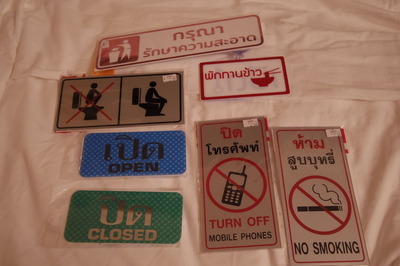 กรุณา
รักษาความสะอาด
พักทานข้าว
เปิด
OPEN
ปิด
CLOSED
ปิด
โทรศัพท์
TURN OFF
MOBILE PHONES
ห้าม
สูบบุหรี่
NO SMOKING